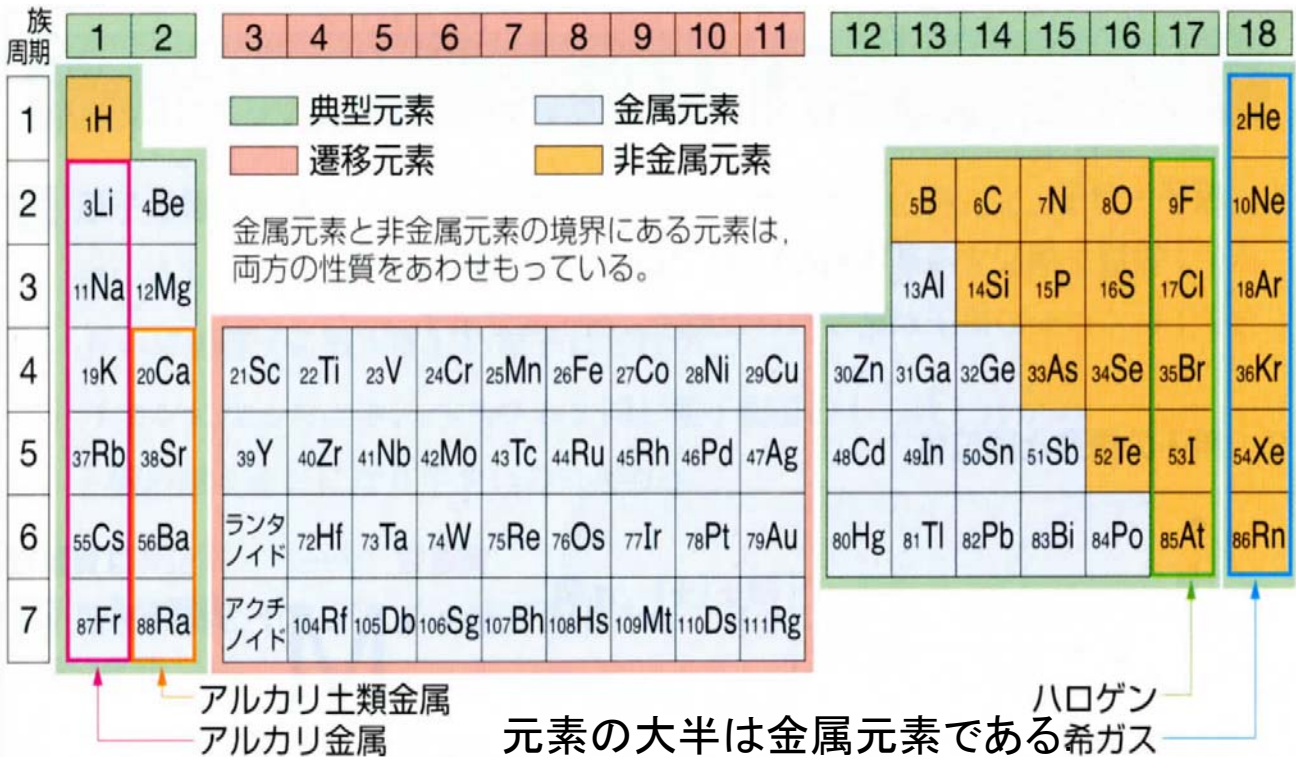 族
周期
1 2 3 4 5 6 7 8 9 10 11 12 13 14 15 16 17 18
典型元素 金属元素
遷移元素 非金属元素
金属元素と非金属元素の境界にある元素は,
両方の性質をあわせもっている。
1 1H 2He
2 3Li 4Be 5B 6C 7N 8O 9F 10Ne
3 11Na 12Mg 13Al 14Si 15P 16S 17Cl 18Ar
4 19K 20Ca 21Sc 22Ti 23V 24Cr 25Mn 26Fe 27Co 28Ni 29Cu 30Zn 31Ga 32Ge 33As 34Se 35Br 36Kr
5 37Rb 38Sr 39Y 40Zr 41Nb 42Mo 43Tc 44Ru 45Rh 46Pd 47Ag 48Cd 49In 50Sn 51Sb 52Te 53I 54Xe
6 55Cs 56Ba ランタノイド 72Hf 73Ta 74W 75Re 76Os 77Ir 78Pt 79Au 80Hg 81Tl 82Pb 83Bi 84Po 85At 86Rn
7 87Fr 88Ra アクチノイド 104Rf 105Db 106Sg 107Bh 108Hs 109Mt 110Ds 111Rg
アルカリ土類金属 ハロゲン
アルカリ金属 元素の大半は金属元素である. 希ガス